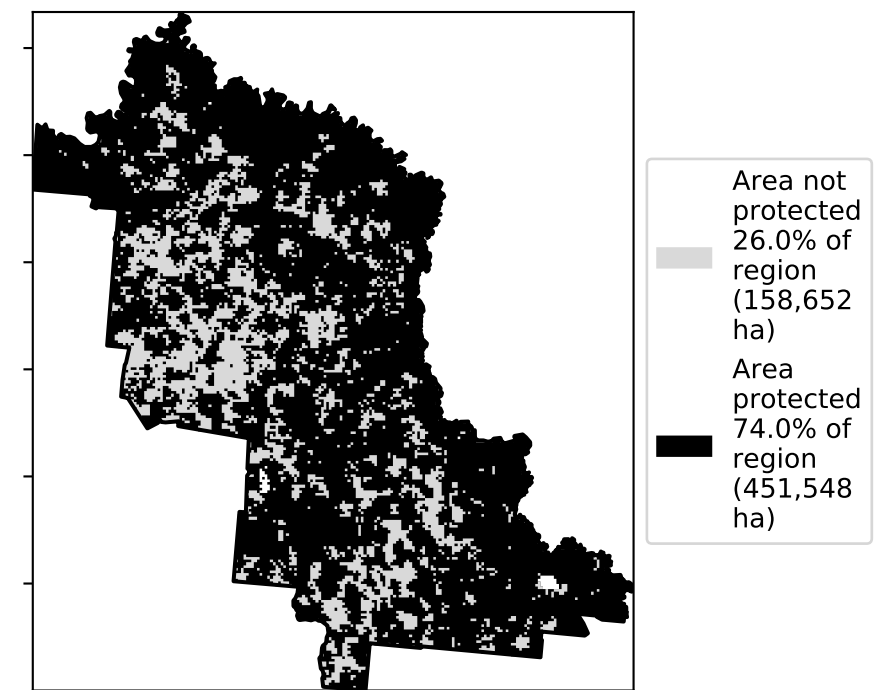 Area not
protected
26.0% of
region
(158,652
ha)
Area
protected
74.0% of
region
(451,548
ha)